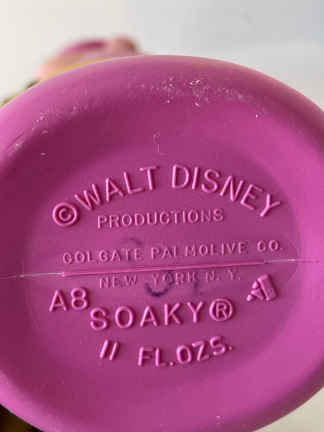 ©WALT DISNEY
PRODUCTIONS
COLGATE PALMOLIVE CO.
NEW YORK N.Y.
A8
SOAKY®
11 FL.OZS.